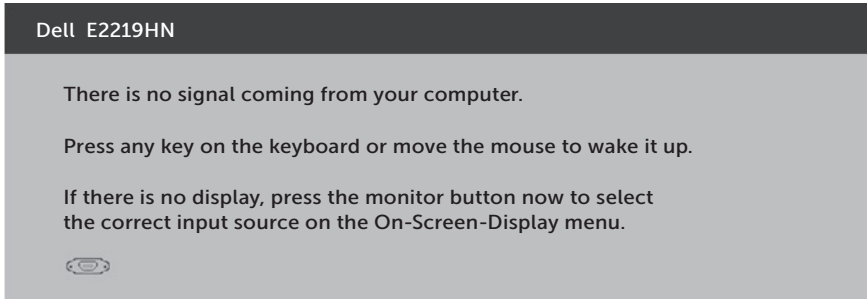 Dell E2219HN
There is no signal coming from your computer.
Press any key on the keyboard or move the mouse to wake it up.
If there is no display, press the monitor button now to select
the correct input source on the On-Screen-Display menu.